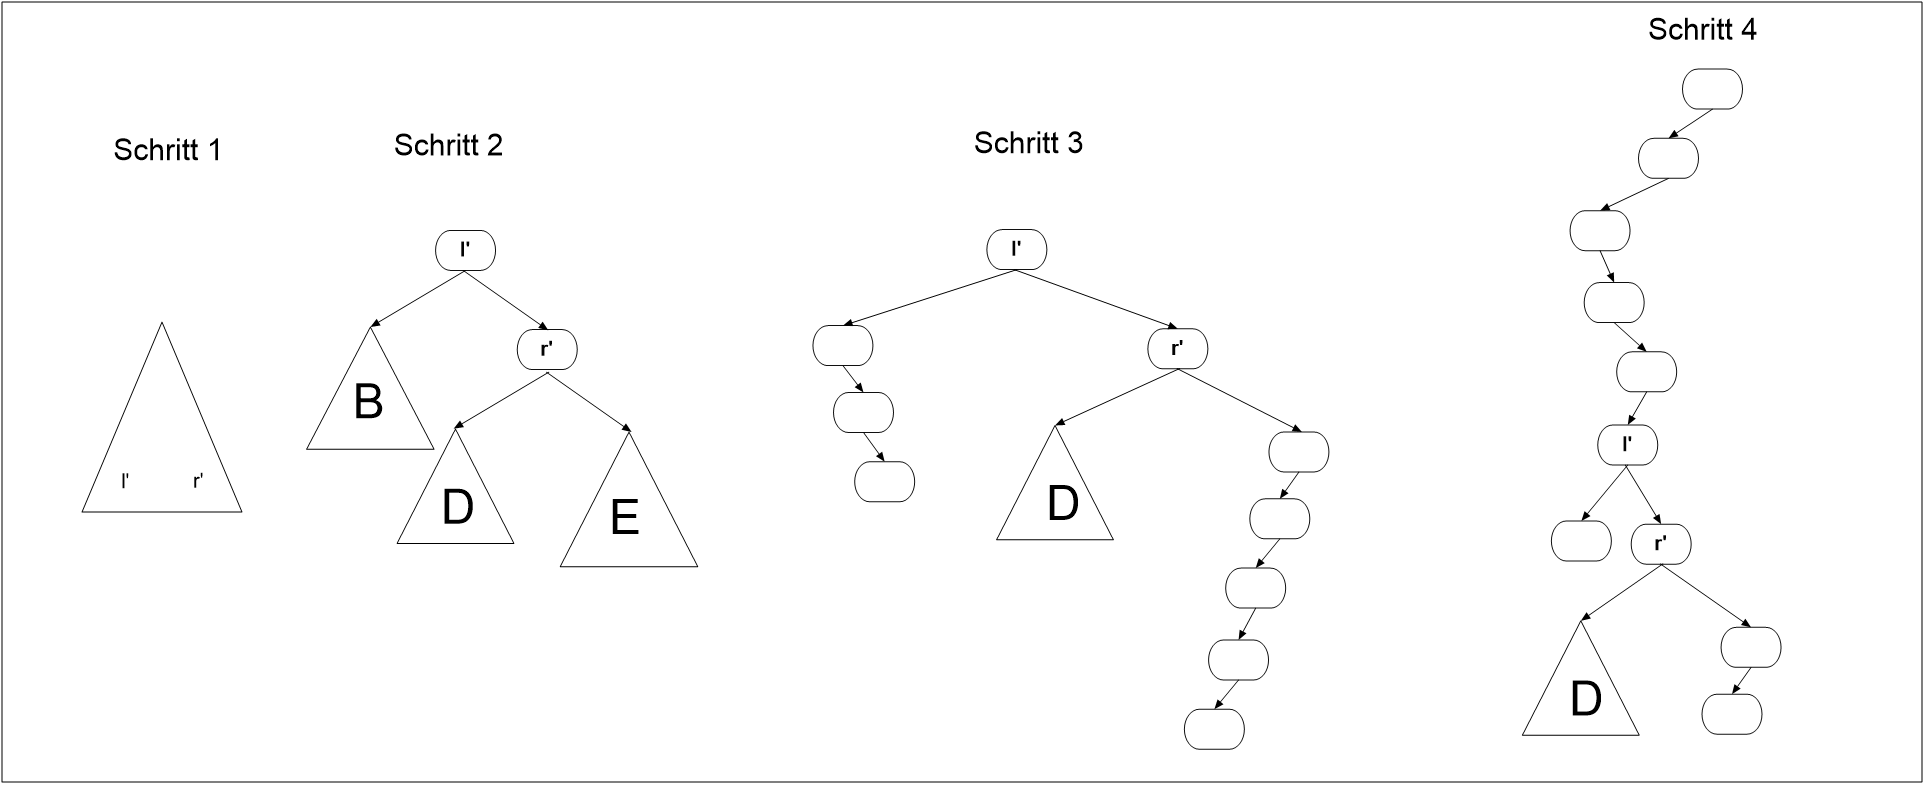 Schritt 1
l'
r'
Schritt 2
l'
B
r'
D
E
Schritt 3
l'
r'
D
Schritt 4
l'
r'
D